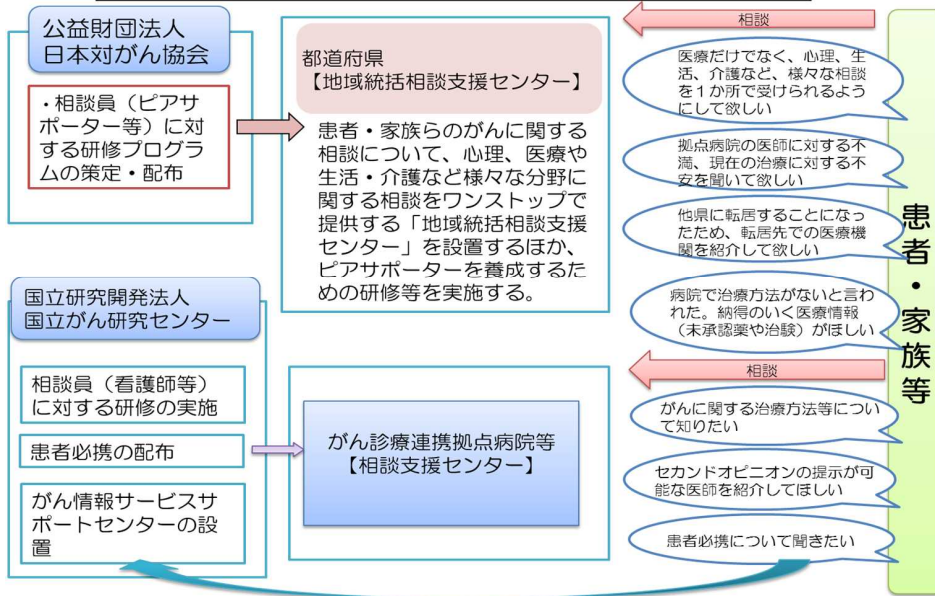 公益財団法人
日本対がん協会
・相談員（ピアサ
ポーター等）に対
する研修プログラ
ムの策定・配布
都道府県
【地域統括相談支援センター】
患者・家族らのがんに関する
相談について、心理、医療や
生活・介護など様々な分野に
関する相談をワンストップで
提供する「地域統括相談支援
センター」を設置するほか、
ピアサポーターを養成するた
めの研修等を実施する。
相談
医療だけでなく、心理、生
活、介護など、様々な相談
を１か所で受けられるよう
にして欲しい
拠点病院の医師に対する不
満、現在の治療に対する不
安を聞いて欲しい
他県に転居することになっ
たため、転居先での医療機
関を紹介して欲しい
病院で治療方法がないと言わ
れた。納得のいく医療情報
（未承認薬や治験）がほしい
患者・家族等
国立研究開発法人
国立がん研究センター
相談員（看護師等）
に対する研修の実施
患者必携の配布
がん情報サービスサ
ポートセンターの設
置
がん診療連携拠点病院等
【相談支援センター】
相談
がんに関する治療方法等につい
て知りたい
セカンドオピニオンの提示が可
能な医師を紹介してほしい
患者必携について聞きたい